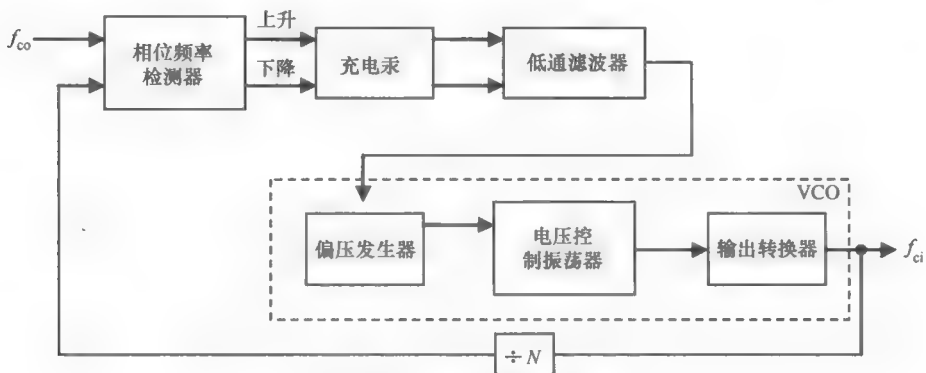 f_co
相位频率
检测器
上升
下降
充电汞
低通滤波器
VCO
偏压发生器
电压控
制振荡器
输出转换器
f_ci
÷N